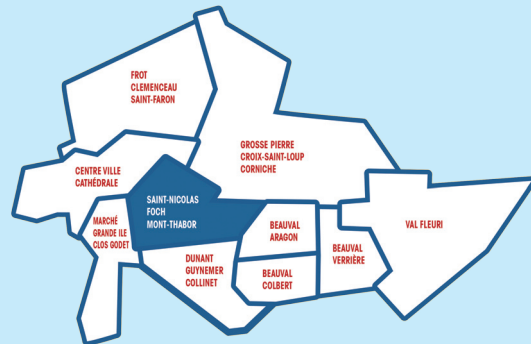 FROT
CLEMENCEAU
SAINT-FARON
GROSSE PIERRE
CROIX-SAINT-LOUP
CORNICHE
CENTRE VILLE
CATHÉDRALE
SAINT-NICOLAS
FOCH
MONT-THABOR
MARCHÉ
GRANDE ILE
CLOS GODET
BEAUVAL
ARAGON
VAL FLEURI
BEAUVAL
VERRIÈRE
DUNANT
GUYNEMER
COLLINET
BEAUVAL
COLBERT